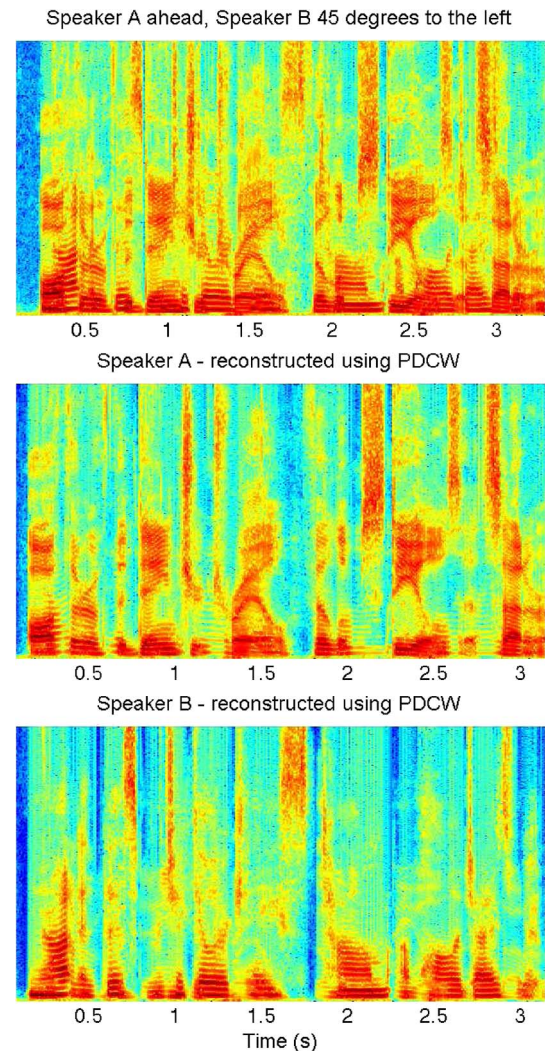 Speaker A ahead, Speaker B 45 degrees to the left
0.5 1 1.5 2 2.5 3
Speaker A - reconstructed using PDCW
0.5 1 1.5 2 2.5 3
Speaker B - reconstructed using PDCW
0.5 1 1.5 2 2.5 3
Time (s)